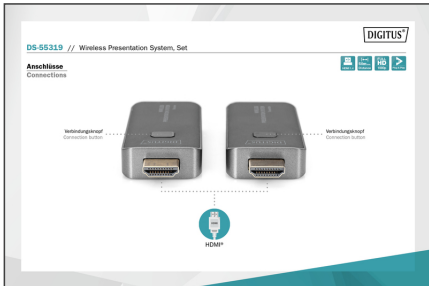 DIGITUS®
DS-55319 // Wireless Presentation System, Set
Anschlüsse
Connections
Verbindungsknopf
Connection button
Verbindungsknopf
Connection button
HDMI®